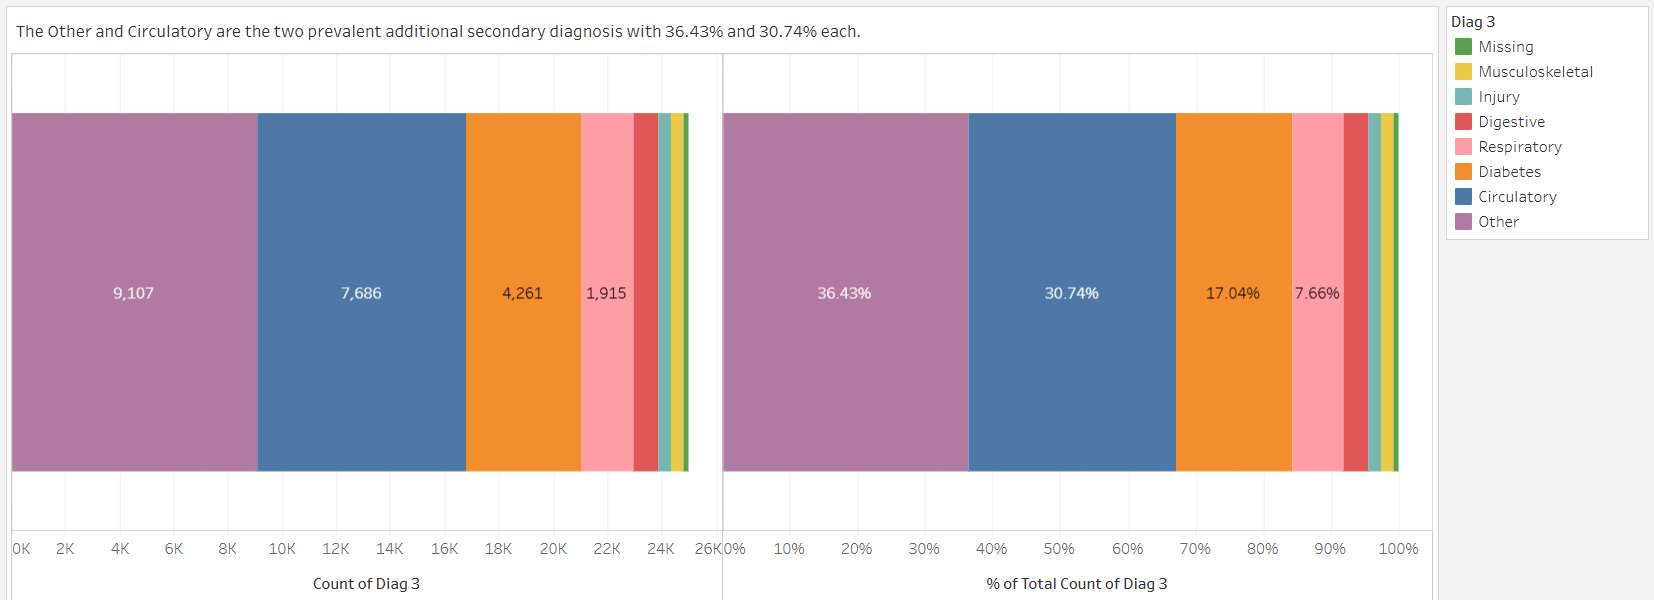 The Other and Circulatory are the two prevalent additional secondary diagnosis with 36.43% and 30.74% each.
9,107 7,686 4,261 1,915 36.43% 30.74% 17.04% 7.66%
0K 2K 4K 6K 8K 10K 12K 14K 16K 18K 20K 22K 24K 26K 0% 10% 20% 30% 40% 50% 60% 70% 80% 90% 100%
Count of Diag 3 % of Total Count of Diag 3
Diag 3
Missing
Musculoskeletal
Injury
Digestive
Respiratory
Diabetes
Circulatory
Other